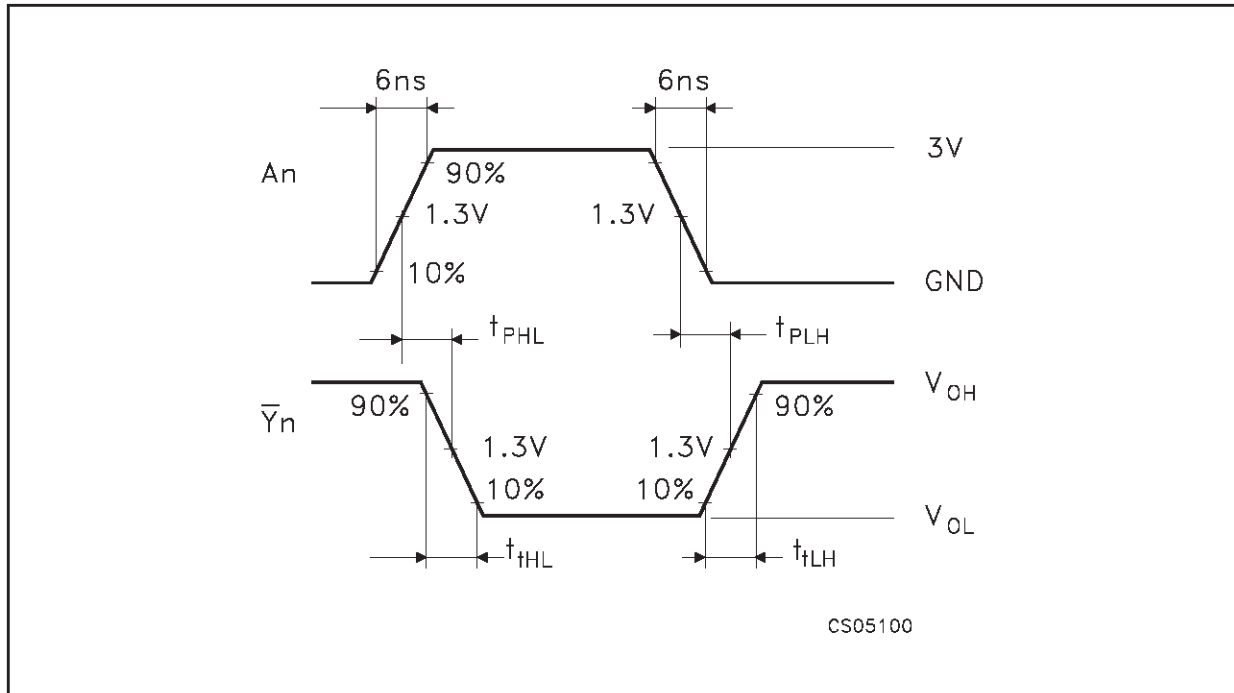 6ns 6ns
3V
An
90%
1.3V 1.3V
10%
GND
tPHL tPLH
VOH
90% 90%
Y̅n
1.3V 1.3V
10% 10%
VOL
ttHL ttLH
CS05100